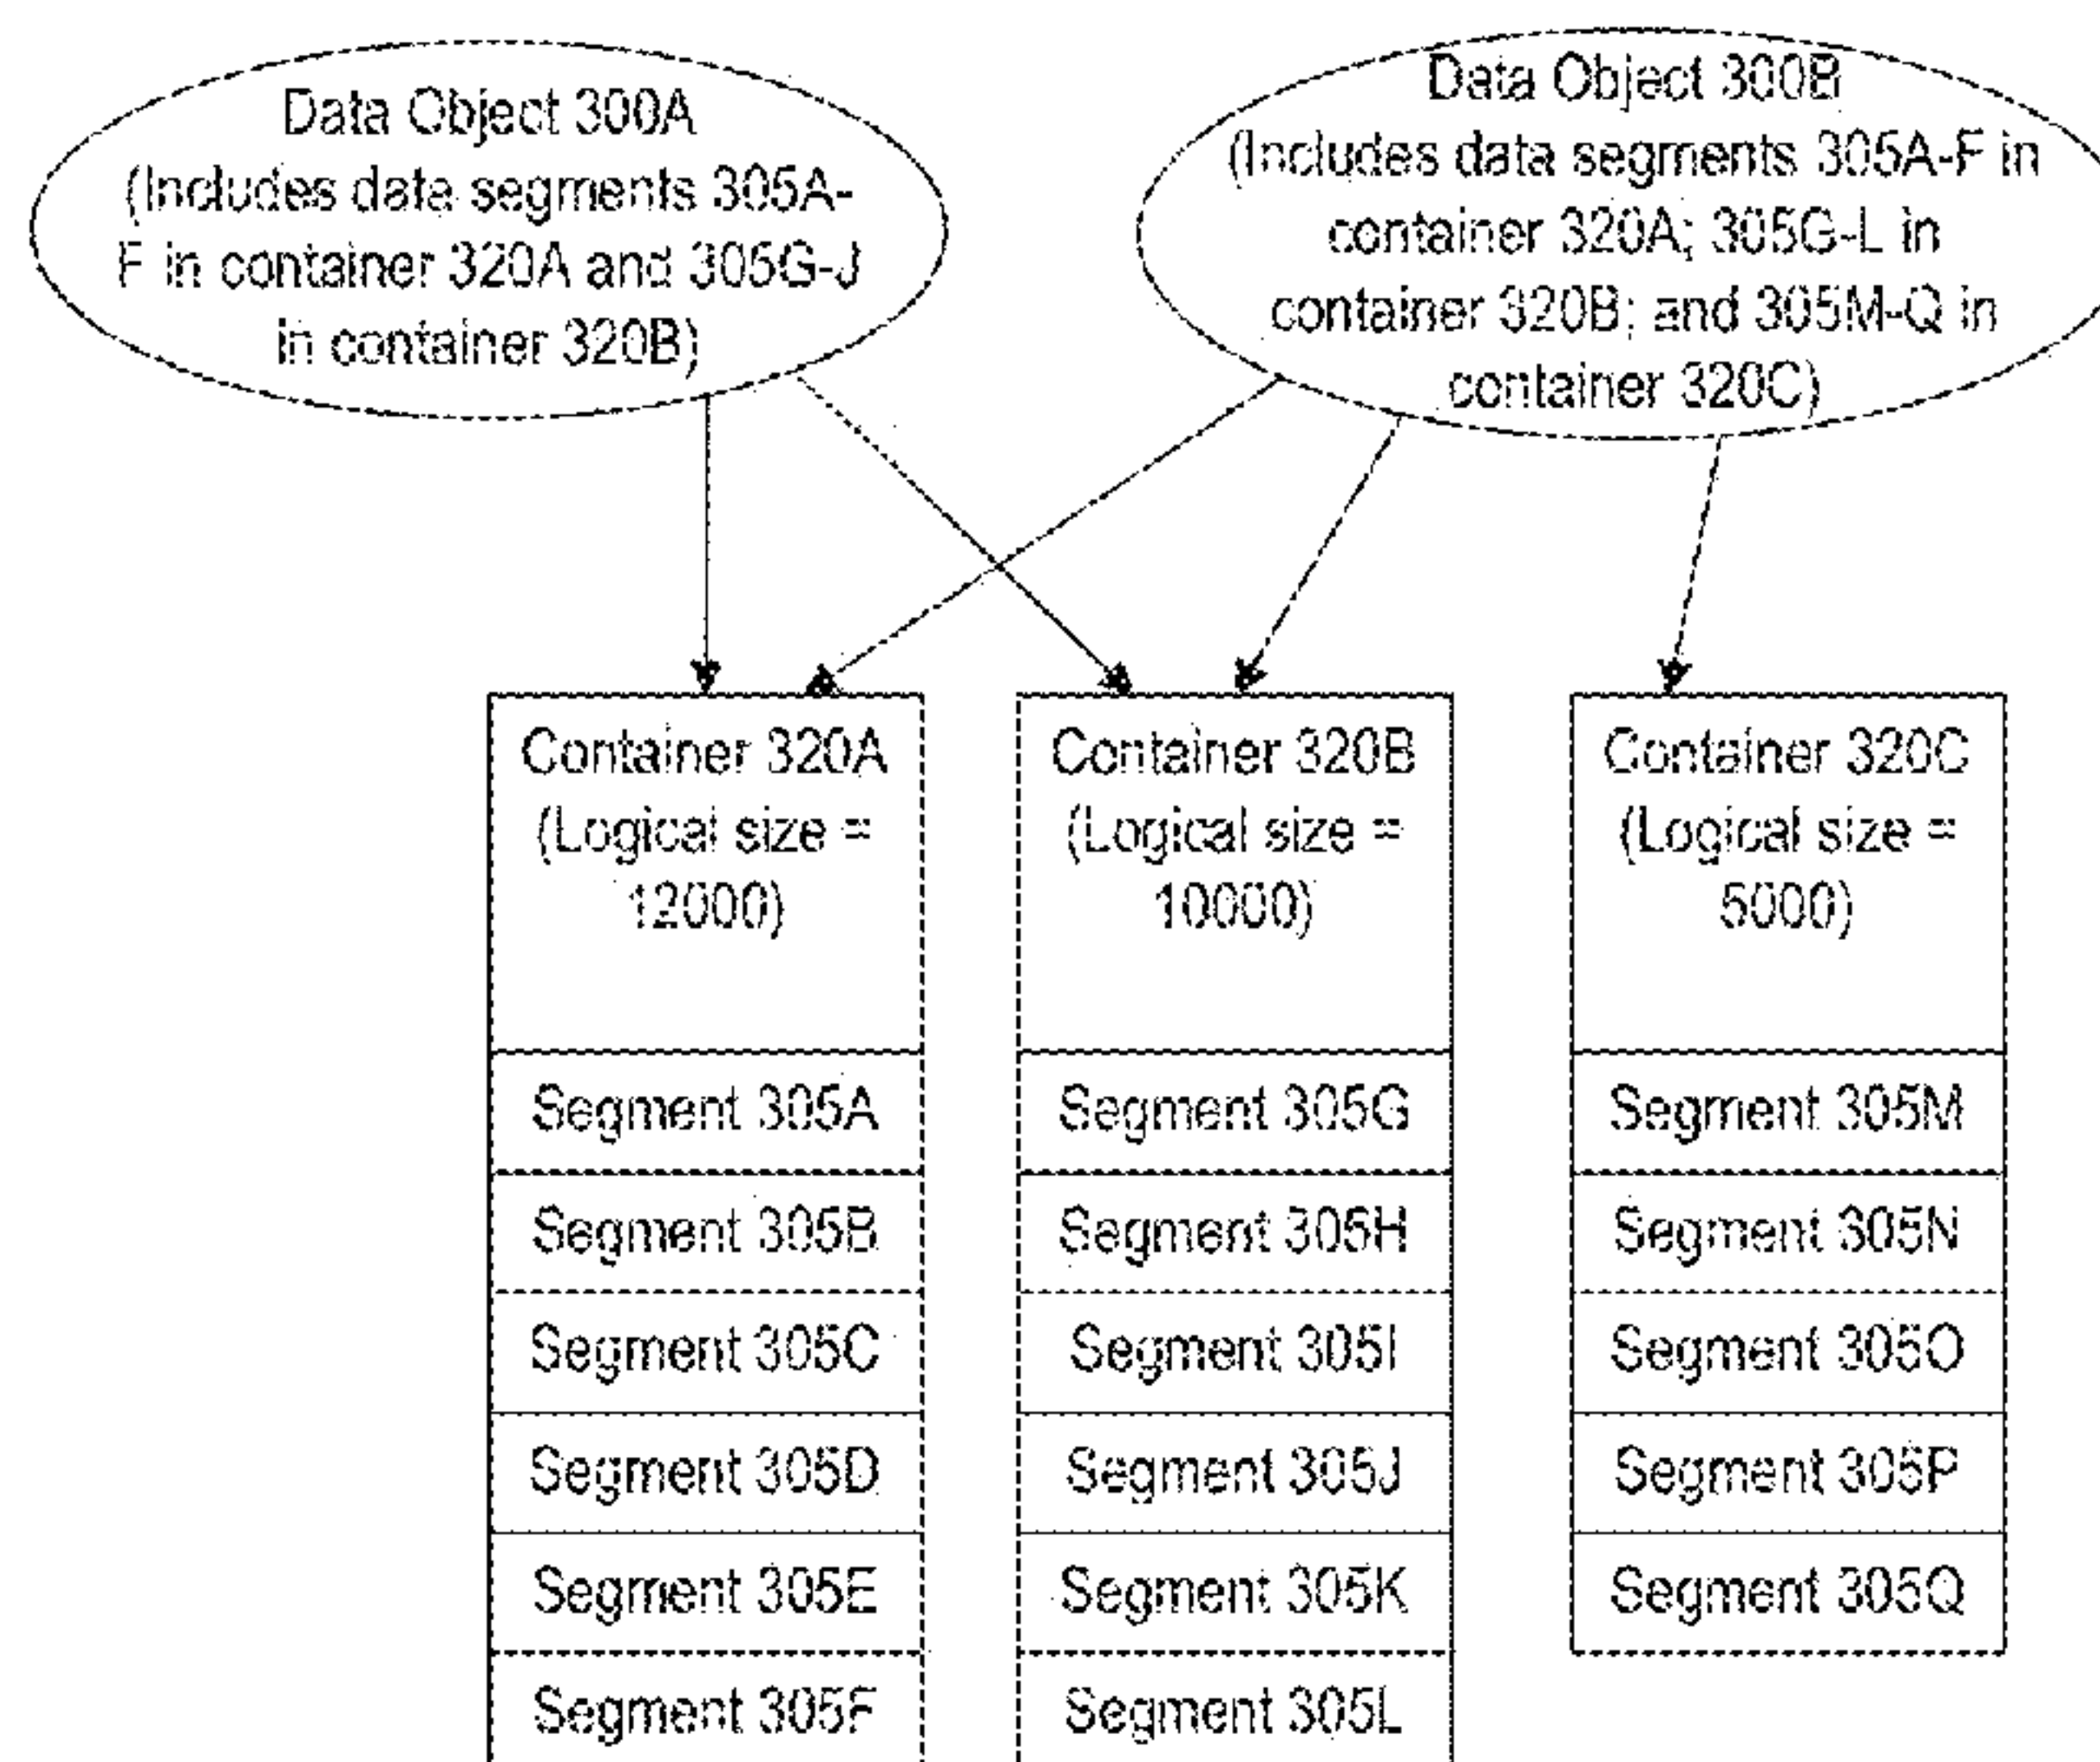 Data Object 300A
(Includes data segments 305A-
F in container 320A and 305G-J
in container 320B)
Data Object 300B
(Includes data segments 305A-F in
container 320A; 305G-L in
container 320B; and 305M-Q in
container 320C)
Container 320A
(Logical size =
12000)
Segment 305A
Segment 305B
Segment 305C
Segment 305D
Segment 305E
Segment 305F
Container 320B
(Logical size =
10000)
Segment 305G
Segment 305H
Segment 305I
Segment 305J
Segment 305K
Segment 305L
Container 320C
(Logical size =
5000)
Segment 305M
Segment 305N
Segment 305O
Segment 305P
Segment 305Q